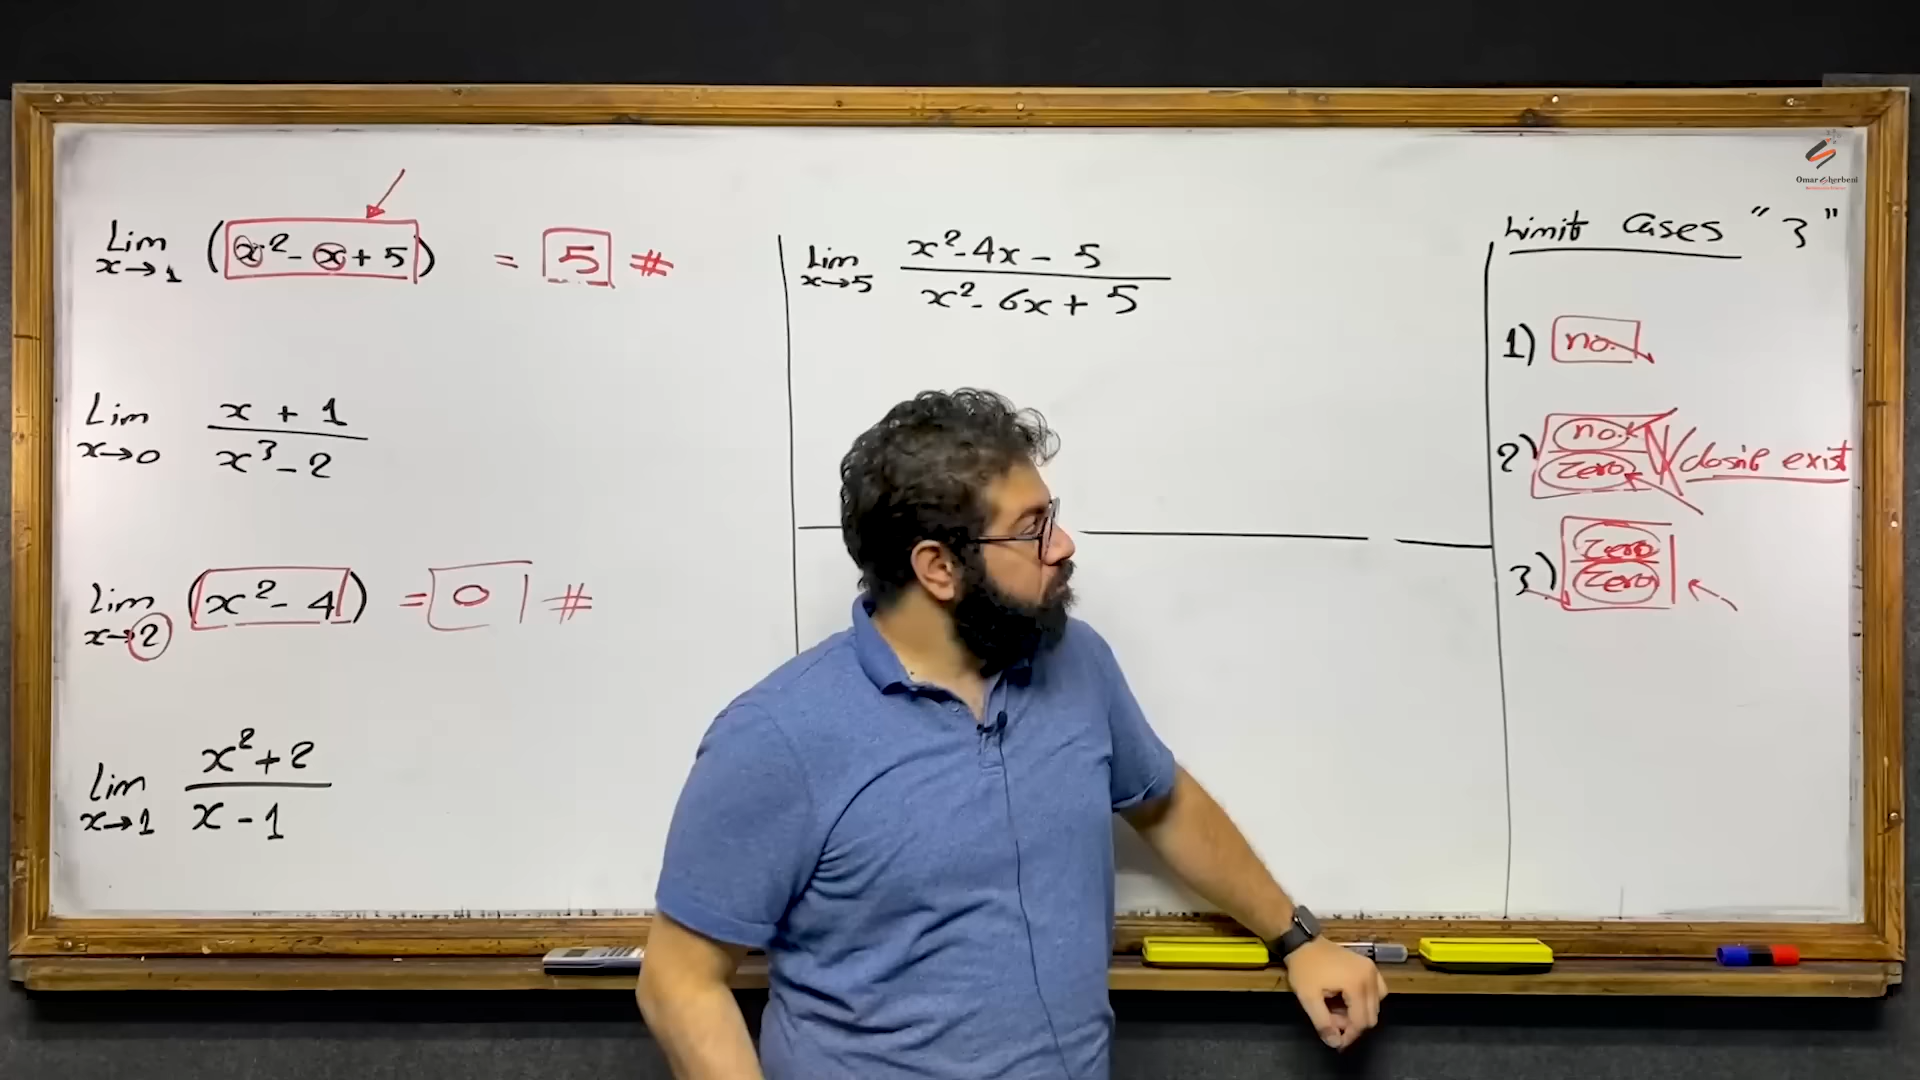 Lim x→1 (x² - x + 5) = 5 #
Lim x→0 x + 1 / x³ - 2
Lim x→2 (x² - 4) = 0 #
Lim x→1 x² + 2 / x - 1
Lim x→5 x² - 4x - 5 / x² - 6x + 5
Limit Cases "3"
1) no.
2) no. / zero
exist
3) zero / zero
Omar